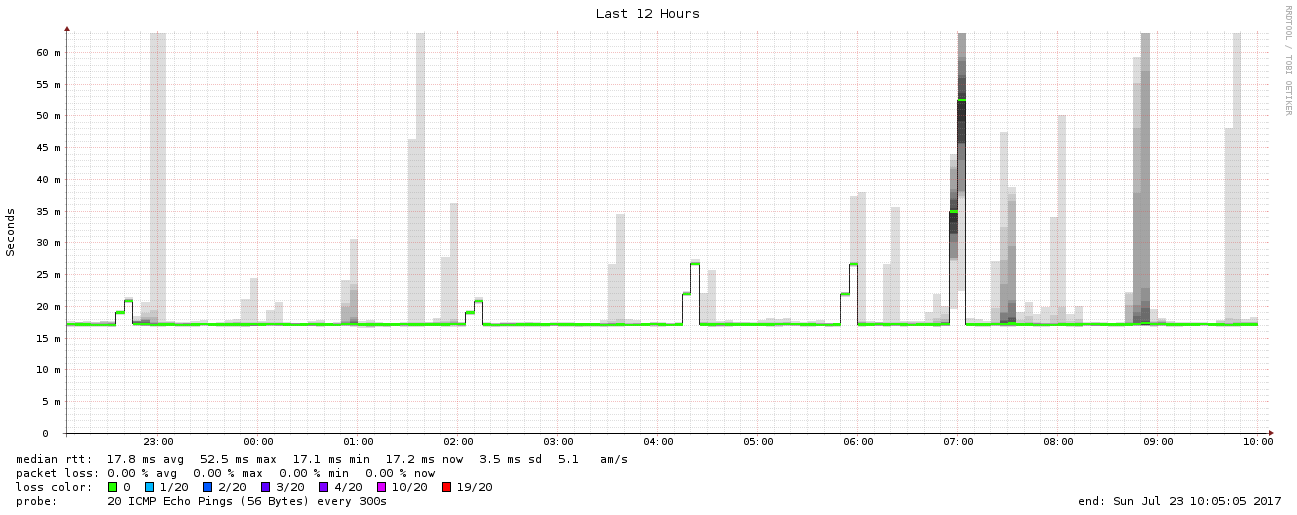 Last 12 Hours
RRDTOOL / TOBI OETIKER
Seconds
60 m
55 m
50 m
45 m
40 m
35 m
30 m
25 m
20 m
15 m
10 m
5 m
0
23:00 00:00 01:00 02:00 03:00 04:00 05:00 06:00 07:00 08:00 09:00 10:00
median rtt: 17.8 ms avg 52.5 ms max 17.1 ms min 17.2 ms now 3.5 ms sd 5.1 am/s
packet loss: 0.00 % avg 0.00 % max 0.00 % min 0.00 % now
loss color: 0 1/20 2/20 3/20 4/20 10/20 19/20
probe: 20 ICMP Echo Pings (56 Bytes) every 300s end: Sun Jul 23 10:05:05 2017